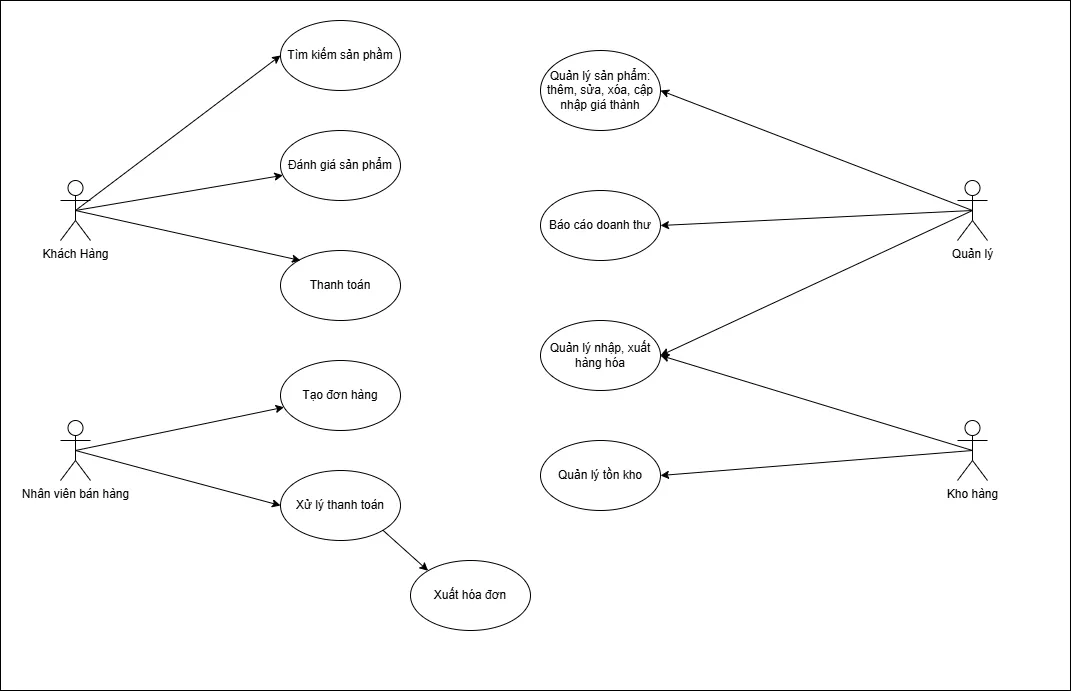 Tìm kiếm sản phầm
Đánh giá sản phẩm
Khách Hàng
Thanh toán
Tạo đơn hàng
Nhân viên bán hàng
Xử lý thanh toán
Xuất hóa đơn
Quản lý sản phẩm:
thêm, sửa, xóa, cập
nhập giá thành
Báo cáo doanh thư
Quản lý
Quản lý nhập, xuất
hàng hóa
Quản lý tồn kho
Kho hàng